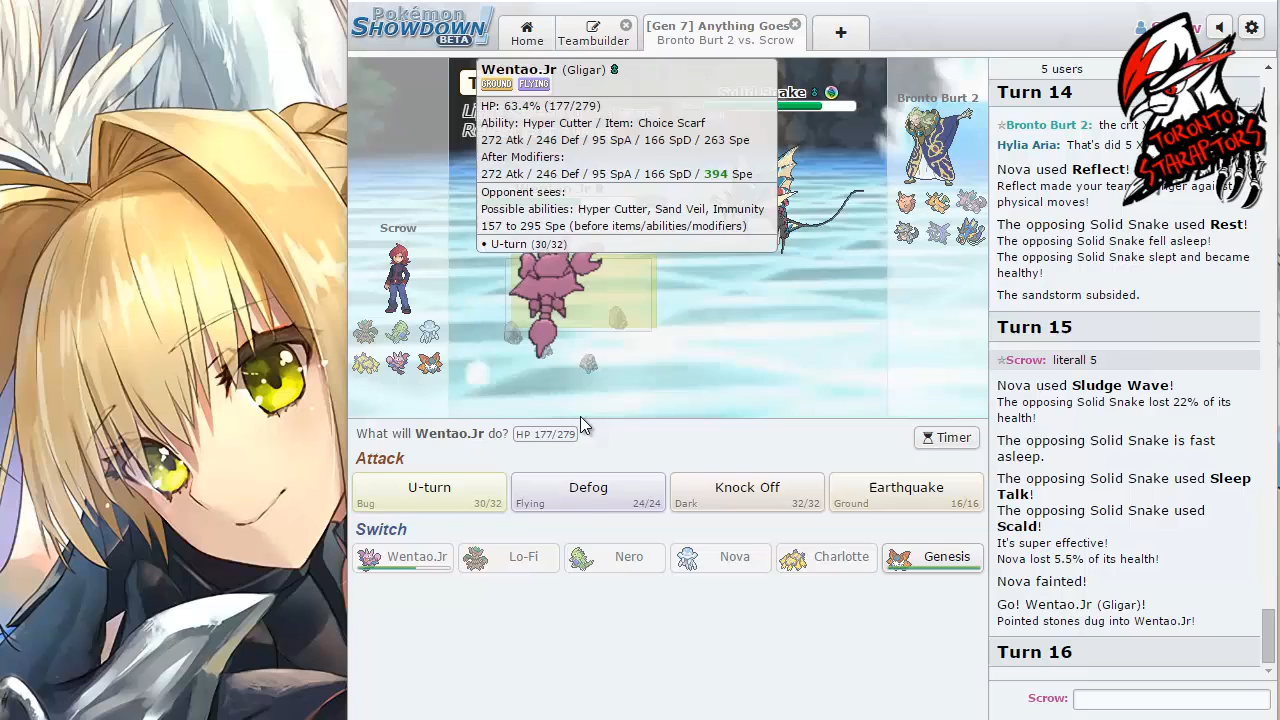 Pokémon
SHOWDOWN!
BETA
Home
Teambuilder
[Gen 7] Anything Goes
Bronto Burt 2 vs. Scrow
+
Wentao.Jr (Gligar)
GROUND FLYING
HP: 63.4% (177/279)
Ability: Hyper Cutter / Item: Choice Scarf
272 Atk / 246 Def / 95 SpA / 166 SpD / 263 Spe
After Modifiers:
272 Atk / 246 Def / 95 SpA / 166 SpD / 394 Spe
Opponent sees:
Possible abilities: Hyper Cutter, Sand Veil, Immunity
157 to 295 Spe (before items/abilities/modifiers)
• U-turn (30/32)
Solid Snake
Bronto Burt 2
Scrow
What will Wentao.Jr do? HP 177/279
Timer
Attack
U-turn
Bug 30/32
Defog
Flying 24/24
Knock Off
Dark 32/32
Earthquake
Ground 16/16
Switch
Wentao.Jr
Lo-Fi
Nero
Nova
Charlotte
Genesis
TORONTO
STARAPTORS
5 users
Turn 14
☆Bronto Burt 2: the crit
Hylia Aria: That's did 5
Nova used Reflect!
Reflect made your team against
physical moves!
The opposing Solid Snake used Rest!
The opposing Solid Snake fell asleep!
The opposing Solid Snake slept and became
healthy!
The sandstorm subsided.
Turn 15
☆Scrow: literall 5
Nova used Sludge Wave!
The opposing Solid Snake lost 22% of its
health!
The opposing Solid Snake is fast
asleep.
The opposing Solid Snake used Sleep
Talk!
The opposing Solid Snake used
Scald!
It's super effective!
Nova lost 5.5% of its health!
Nova fainted!
Go! Wentao.Jr (Gligar)!
Pointed stones dug into Wentao.Jr!
Turn 16
Scrow: